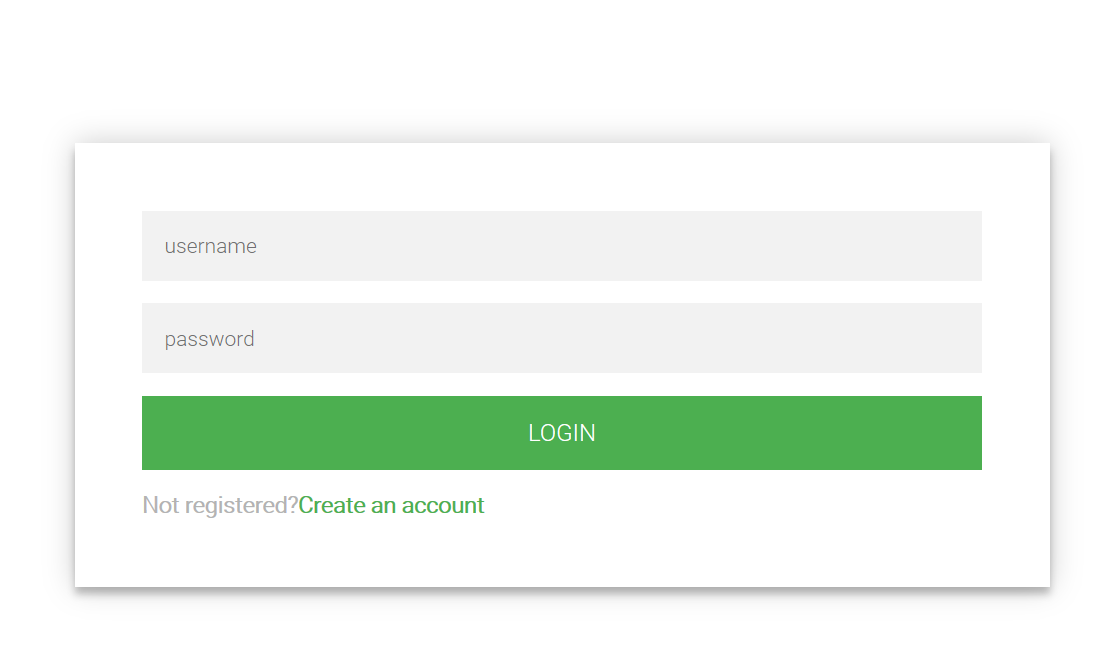 username
password
LOGIN
Not registered?Create an account